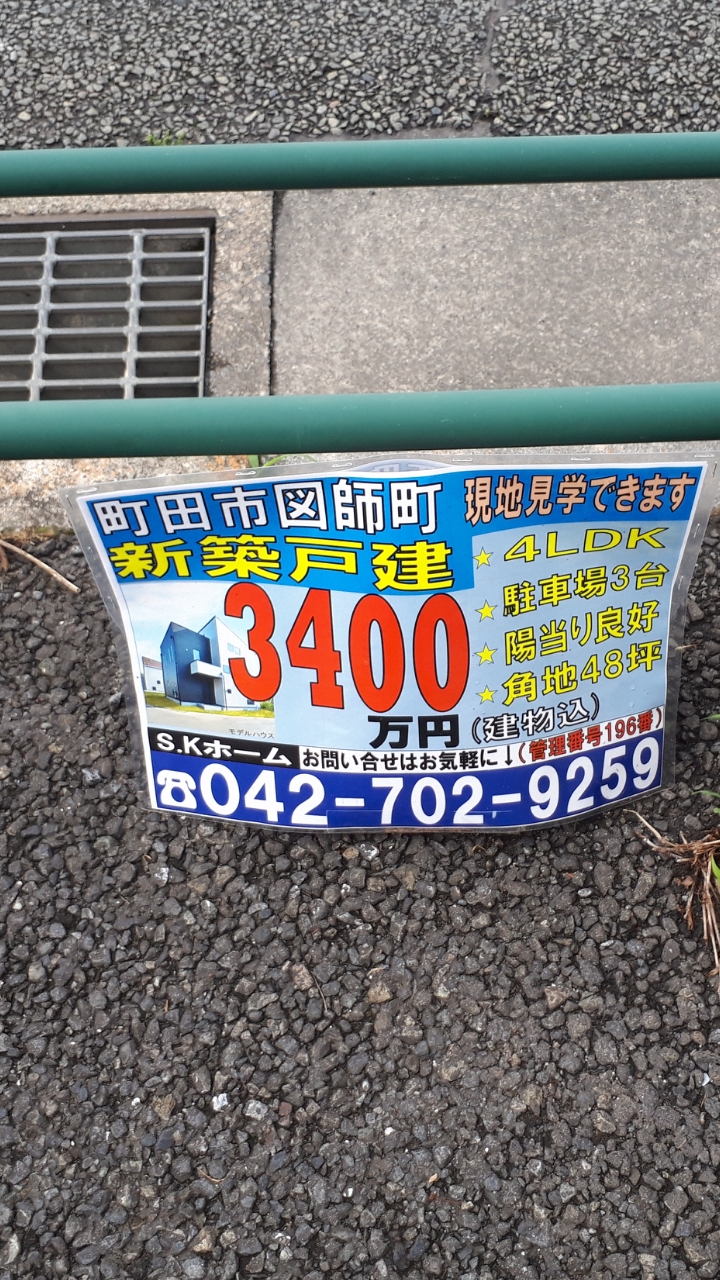 町田市図師町
現地見学できます
新築戸建
★4LDK
★駐車場3台
★陽当り良好
★角地48坪
3400
万円(建物込)
モデルハウス
S.Kホーム
お問い合せはお気軽に↓(管理番号196番)
☎042-702-9259